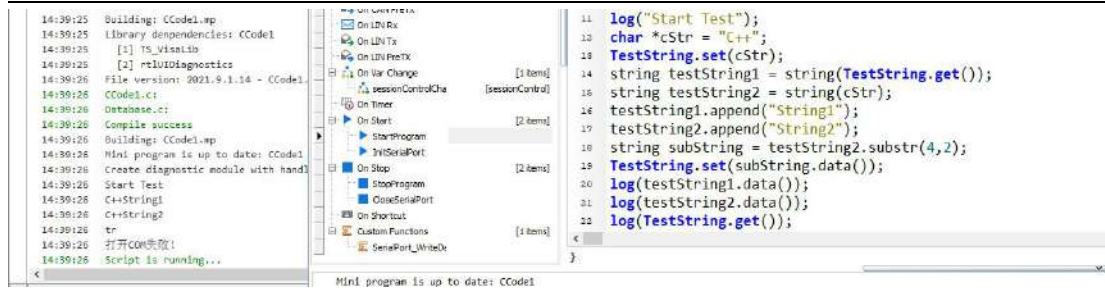 14:39:25 Building: CCode1.mp
14:39:25 Library denpendencies: CCode1
14:39:25 [1] TS_VisaLib
14:39:25 [2] rtlUIDiagnostics
14:39:26 File version: 2021.9.1.14 - CCode1.
14:39:26 CCode1.c:
14:39:26 Database.c:
14:39:26 Compile success
14:39:26 Building: CCode1.mp
14:39:26 Mini program is up to date: CCode1
14:39:26 Create diagnostic module with handl
14:39:26 Start Test
14:39:26 C++String1
14:39:26 C++String2
14:39:26 tr
14:39:26 打开COM失败!
14:39:26 Script is running...
On CAN PreTX
On LIN Rx
On LIN Tx
On LIN PreTX
On Var Change [1 items]
sessionControlCha [sessionControl]
On Timer
On Start [2 items]
StartProgram
InitSerialPort
On Stop [2 items]
StopProgram
CloseSerialPort
On Shortcut
Custom Functions [1 items]
SerialPort_WriteDa
11 log("Start Test");
13 char *cStr = "C++";
13 TestString.set(cStr);
14 string testString1 = string(TestString.get());
15 string testString2 = string(cStr);
16 testString1.append("String1");
17 testString2.append("String2");
18 string subString = testString2.substr(4,2);
19 TestString.set(subString.data());
20 log(testString1.data());
21 log(testString2.data());
22 log(TestString.get());
}
Mini program is up to date: CCode1